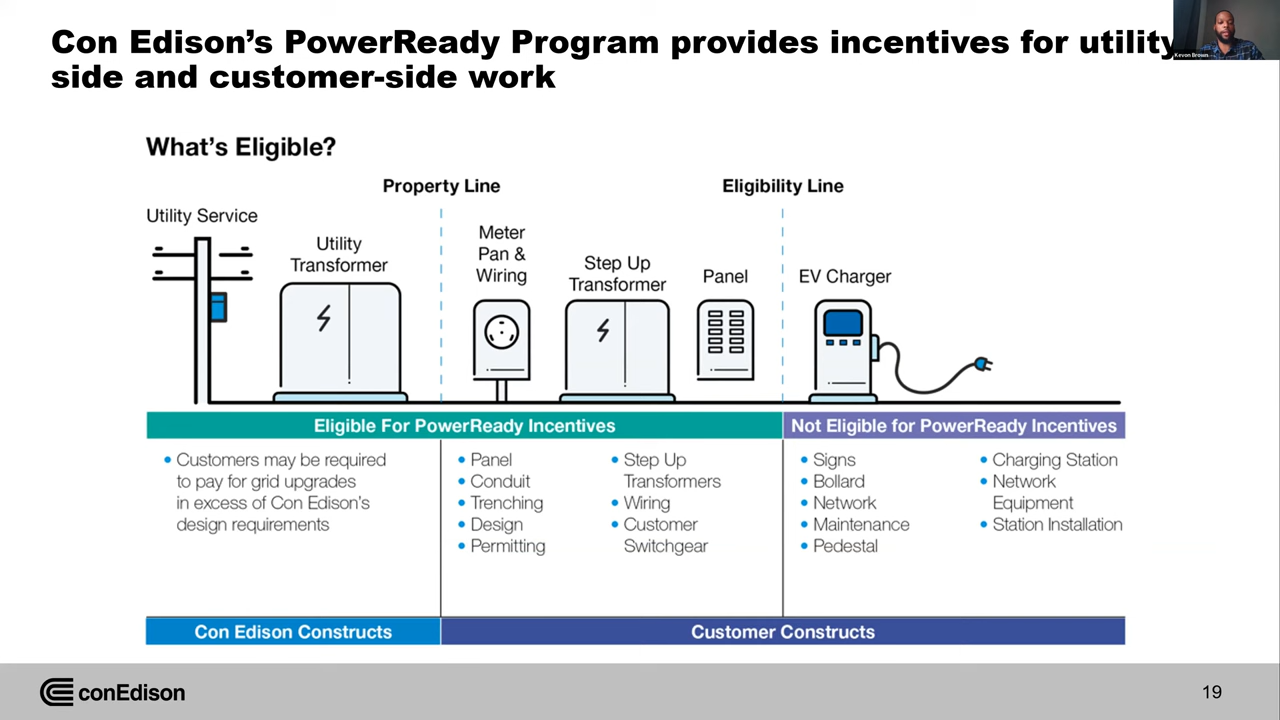 Con Edison’s PowerReady Program provides incentives for utility
side and customer-side work
Kevon Brown
What’s Eligible?
Property Line
Eligibility Line
Utility Service
Utility
Transformer
Meter
Pan &
Wiring
Step Up
Transformer
Panel
EV Charger
Eligible For PowerReady Incentives
Not Eligible for PowerReady Incentives
• Customers may be required
to pay for grid upgrades
in excess of Con Edison’s
design requirements
• Panel
• Conduit
• Trenching
• Design
• Permitting
• Step Up
Transformers
• Wiring
• Customer
Switchgear
• Signs
• Bollard
• Network
• Maintenance
• Pedestal
• Charging Station
• Network
Equipment
• Station Installation
Con Edison Constructs
Customer Constructs
conEdison
19